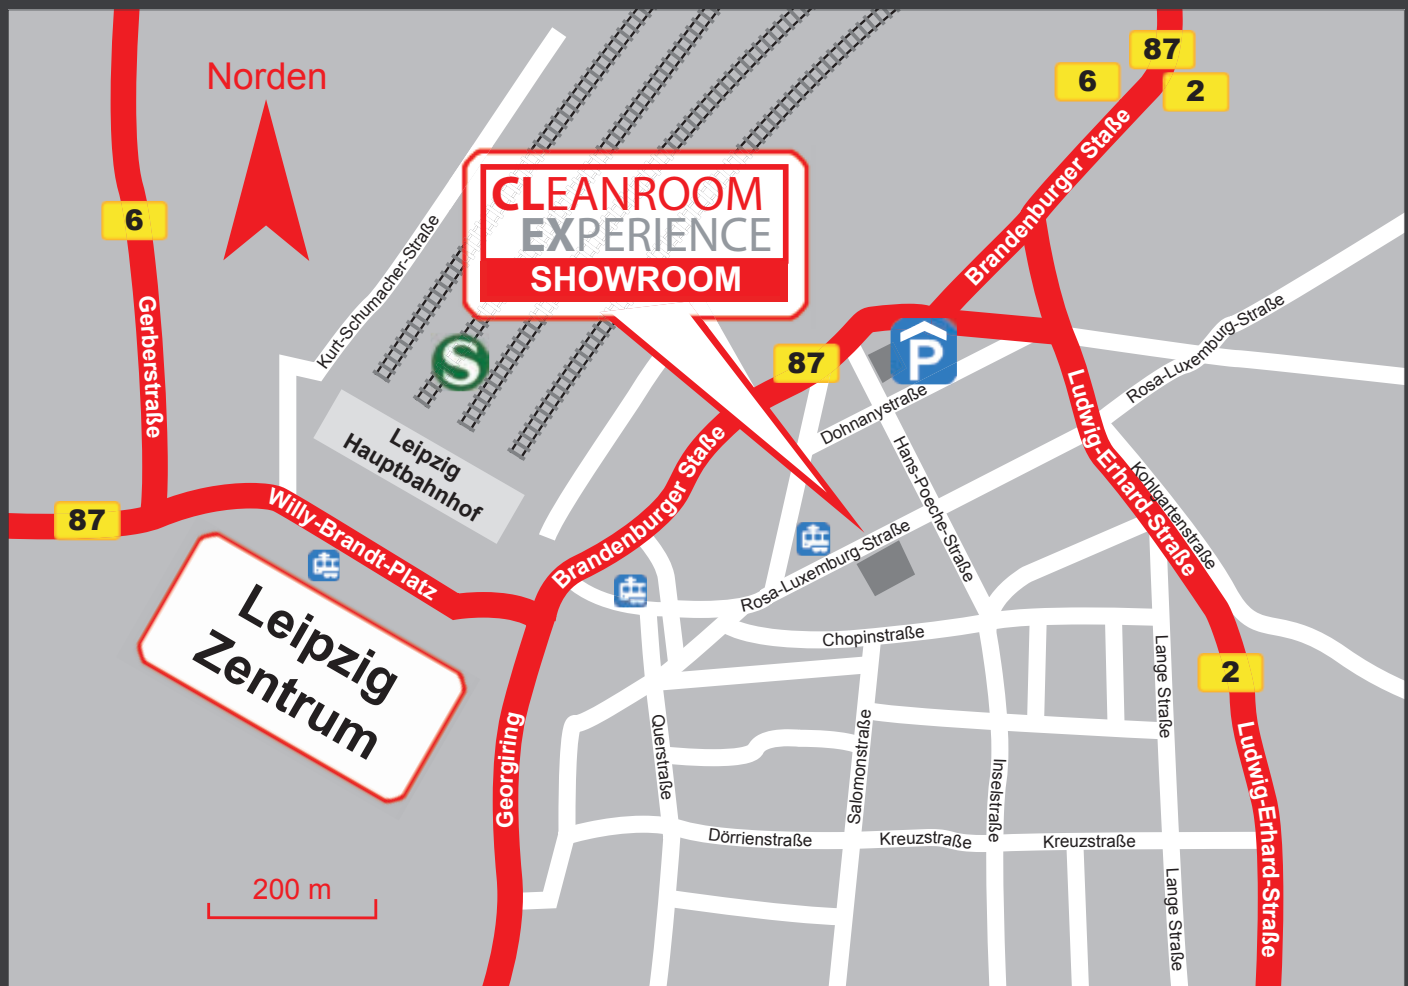 Norden
87
6
2
Brandenburger Staße
6
Gerberstraße
Kurt-Schumacher-Straße
CLEANROOM
EXPERIENCE
SHOWROOM
S
Leipzig
Hauptbahnhof
87
P
Dohnanystraße
Rosa-Luxemburg-Straße
Ludwig-Erhard-Straße
Kohlgartenstraße
Hans-Poeche-Straße
Brandenburger Staße
87
Willy-Brandt-Platz
Rosa-Luxemburg-Straße
Leipzig
Zentrum
Chopinstraße
Lange Straße
2
Georgiring
Querstraße
Salomonstraße
Inselstraße
Ludwig-Erhard-Straße
Dörrienstraße
Kreuzstraße
Kreuzstraße
Lange Straße
200 m